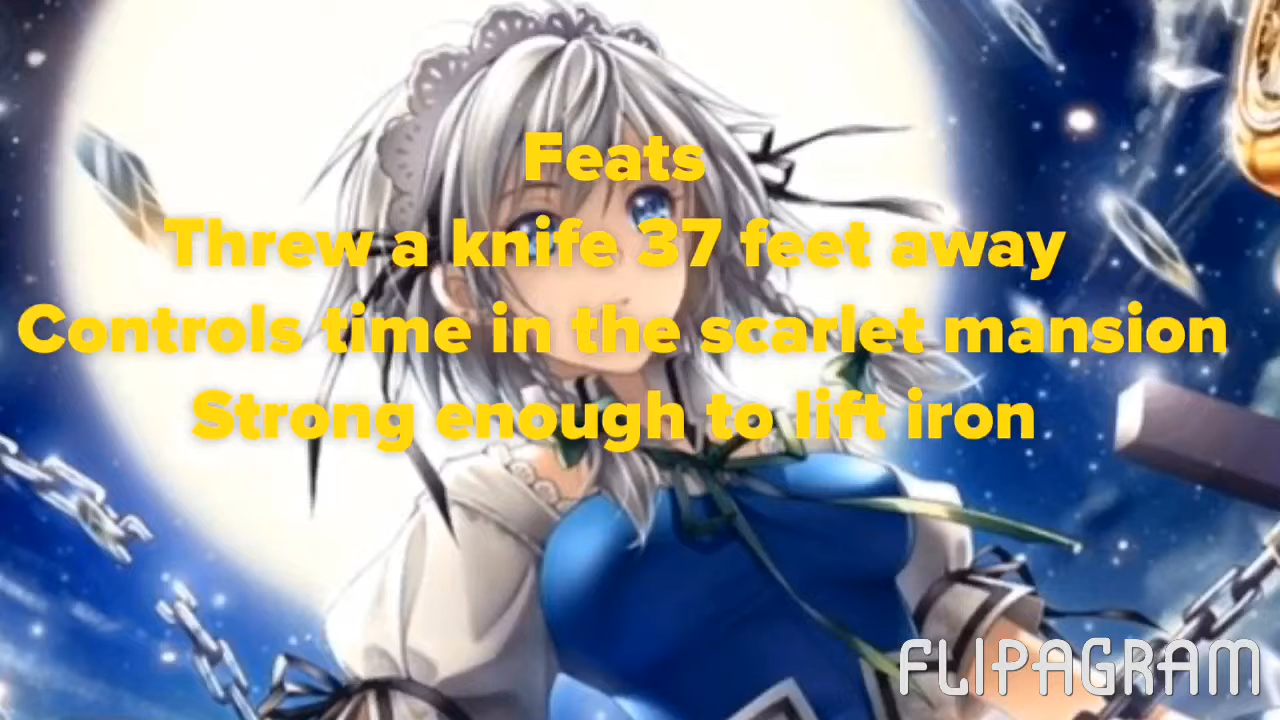 Feats
Threw a knife 37 feet away
Controls time in the scarlet mansion
Strong enough to lift iron
FLIPAGRAM